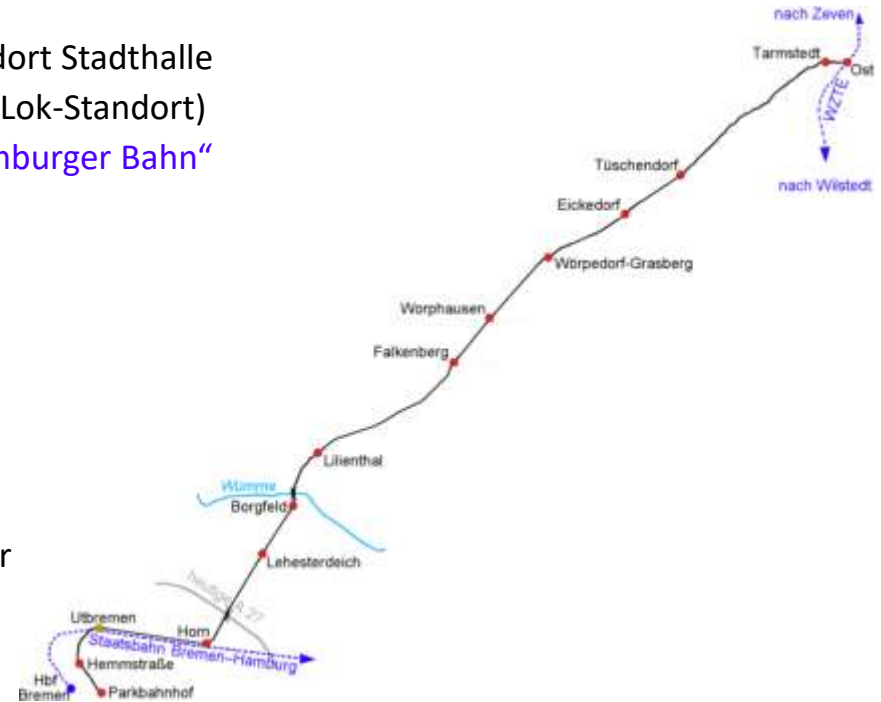 dort Stadthalle
Lok-Standort)
nburger Bahn“
r
nach Zeven
Tarmstedt
Ost
WZTE
nach Wilstedt
Tüschendorf
Eickedorf
Wörpedorf-Grasberg
Worphausen
Falkenberg
Lilienthal
Wümme
Borgfeld
Lehesterdeich
heutige A 27
Utbremen
Horn
Staatsbahn Bremen–Hamburg
Hemmstraße
Hbf
Bremen
Parkbahnhof